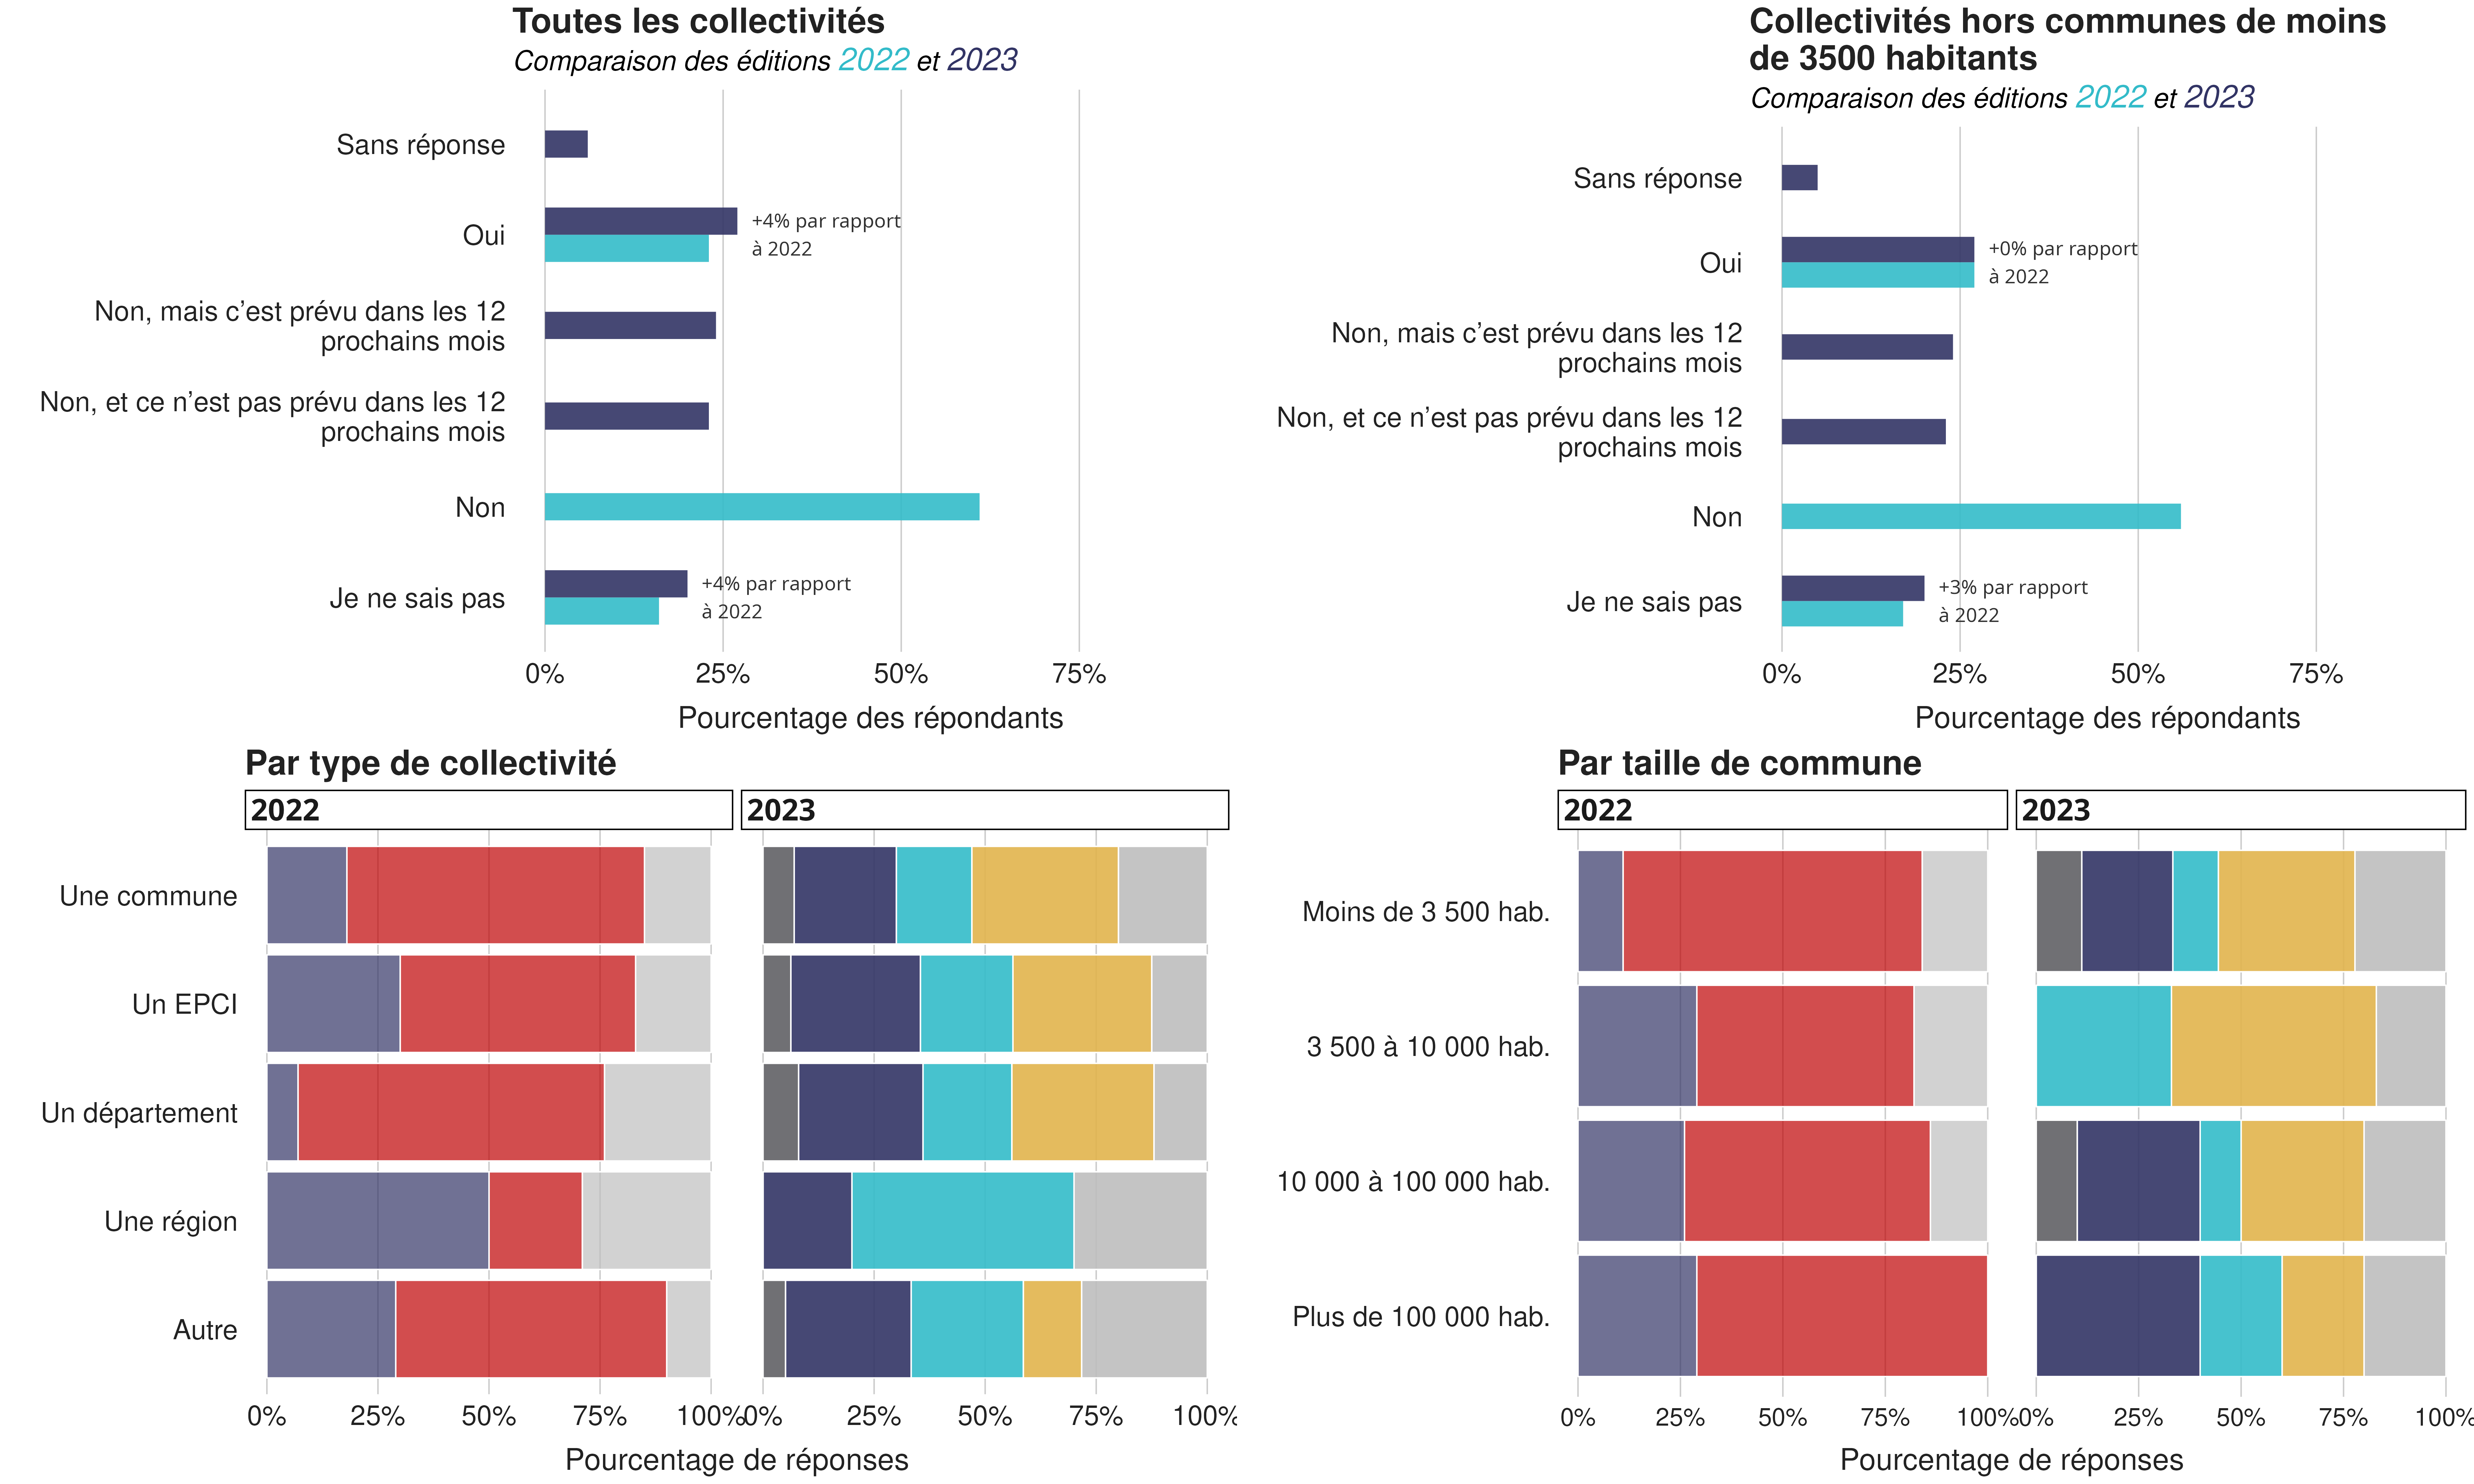 Toutes les collectivités
Comparaison des éditions 2022 et 2023
Sans réponse
Oui
+4% par rapport
à 2022
Non, mais c’est prévu dans les 12
prochains mois
Non, et ce n’est pas prévu dans les 12
prochains mois
Non
Je ne sais pas
+4% par rapport
à 2022
0% 25% 50% 75%
Pourcentage des répondants
Collectivités hors communes de moins
de 3500 habitants
Comparaison des éditions 2022 et 2023
Sans réponse
Oui
+0% par rapport
à 2022
Non, mais c’est prévu dans les 12
prochains mois
Non, et ce n’est pas prévu dans les 12
prochains mois
Non
Je ne sais pas
+3% par rapport
à 2022
0% 25% 50% 75%
Pourcentage des répondants
Par type de collectivité
2022 2023
Une commune
Un EPCI
Un département
Une région
Autre
0% 25% 50% 75% 100% 0% 25% 50% 75% 100%
Pourcentage de réponses
Par taille de commune
2022 2023
Moins de 3 500 hab.
3 500 à 10 000 hab.
10 000 à 100 000 hab.
Plus de 100 000 hab.
0% 25% 50% 75% 100% 0% 25% 50% 75% 100%
Pourcentage de réponses